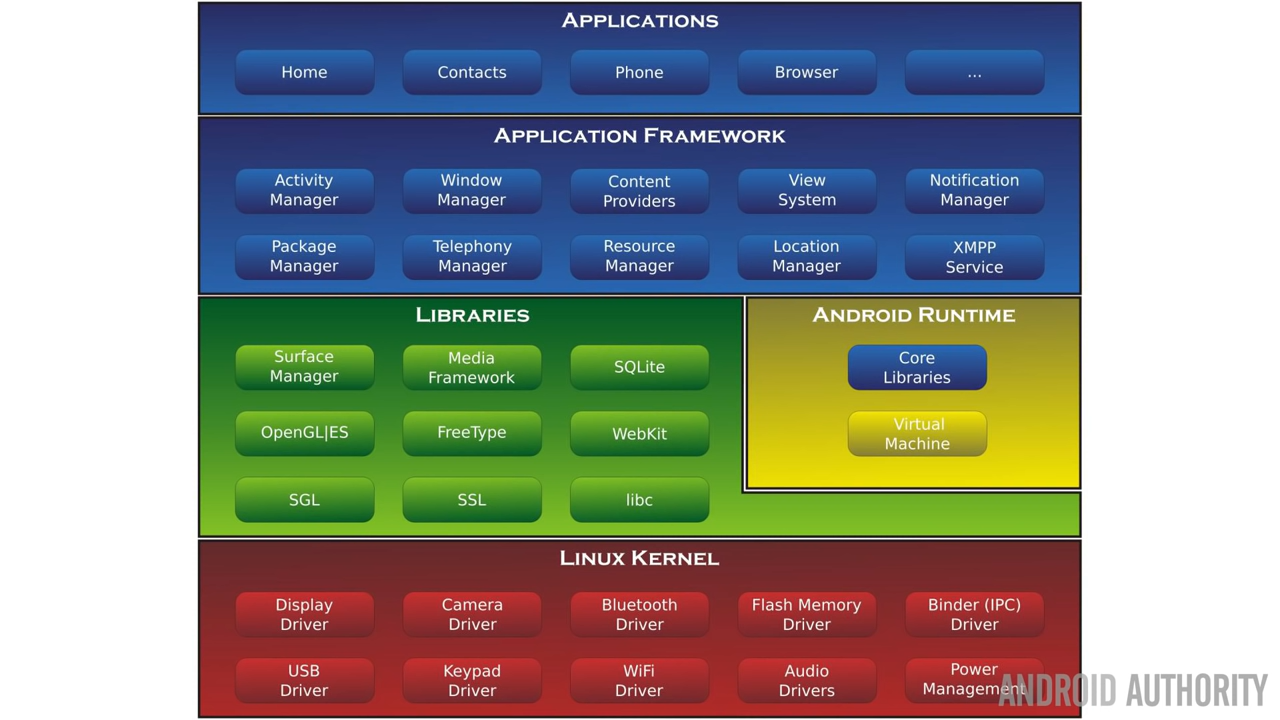 APPLICATIONS
Home
Contacts
Phone
Browser
...
APPLICATION FRAMEWORK
Activity
Manager
Window
Manager
Content
Providers
View
System
Notification
Manager
Package
Manager
Telephony
Manager
Resource
Manager
Location
Manager
XMPP
Service
LIBRARIES
Surface
Manager
Media
Framework
SQLite
OpenGL|ES
FreeType
WebKit
SGL
SSL
libc
ANDROID RUNTIME
Core
Libraries
Virtual
Machine
LINUX KERNEL
Display
Driver
Camera
Driver
Bluetooth
Driver
Flash Memory
Driver
Binder (IPC)
Driver
USB
Driver
Keypad
Driver
WiFi
Driver
Audio
Drivers
Power
Management
ANDROID AUTHORITY